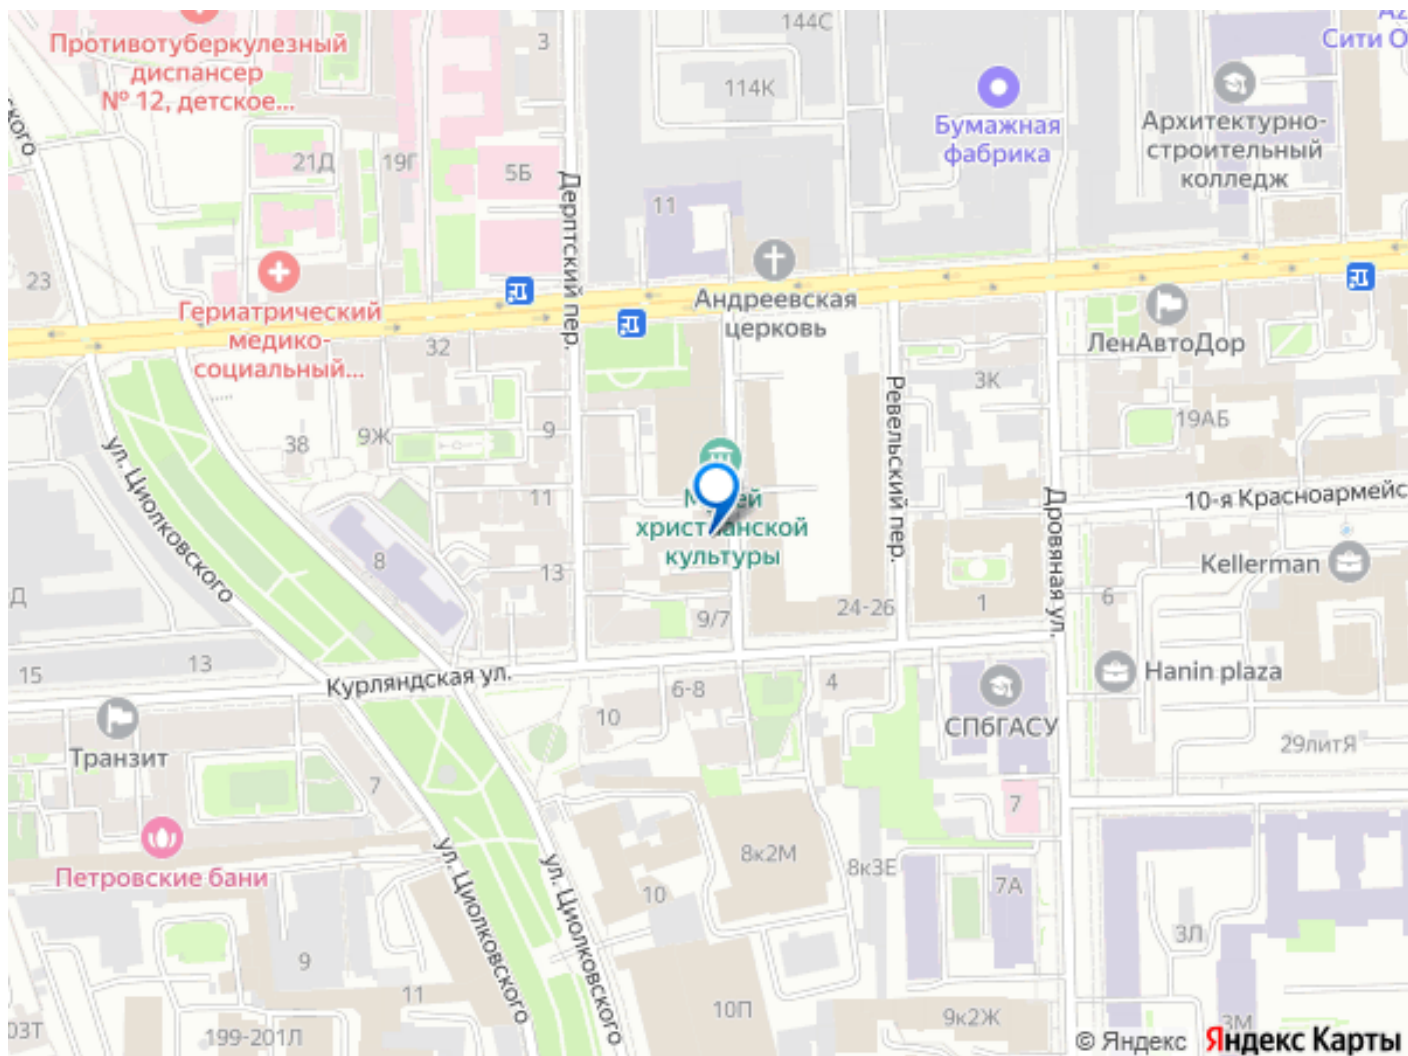 144С
А2
Сити О
Противотуберкулезный
диспансер
№ 12, детское...
3
114К
Бумажная
фабрика
Архитектурно-
строительный
колледж
ского
21Д
19Г
5Б
11
Дерптский пер.
23
Гериатрический
медико-
социальный...
Андреевская
церковь
ЛенАвтоДор
32
3К
Ревельский пер.
19АБ
38
9Ж
9
11
Музей
христианской
культуры
10-я Красноармейс
Дровяная ул.
ул. Циолковского
8
13
Kellerman
Д
9/7
24-26
1
6
15
13
Курляндская ул.
6-8
4
Hanin plaza
10
СПбГАСУ
Транзит
29литЯ
7
7
Петровские бани
ул. Циолковского
ул. Циолковского
8к2М
8к3Е
7А
10
3Л
9
11
10П
9к2Ж
3М
03Т
199-201Л
© Яндекс Яндекс Карты